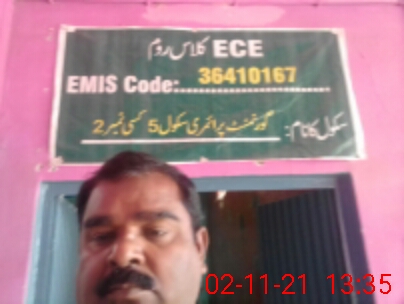 ECE کلاس روم
EMIS Code:....36410167....
سکول کا نام: گورنمنٹ پرائمری سکول 5 کسی نمبر 2
02-11-21 13:35